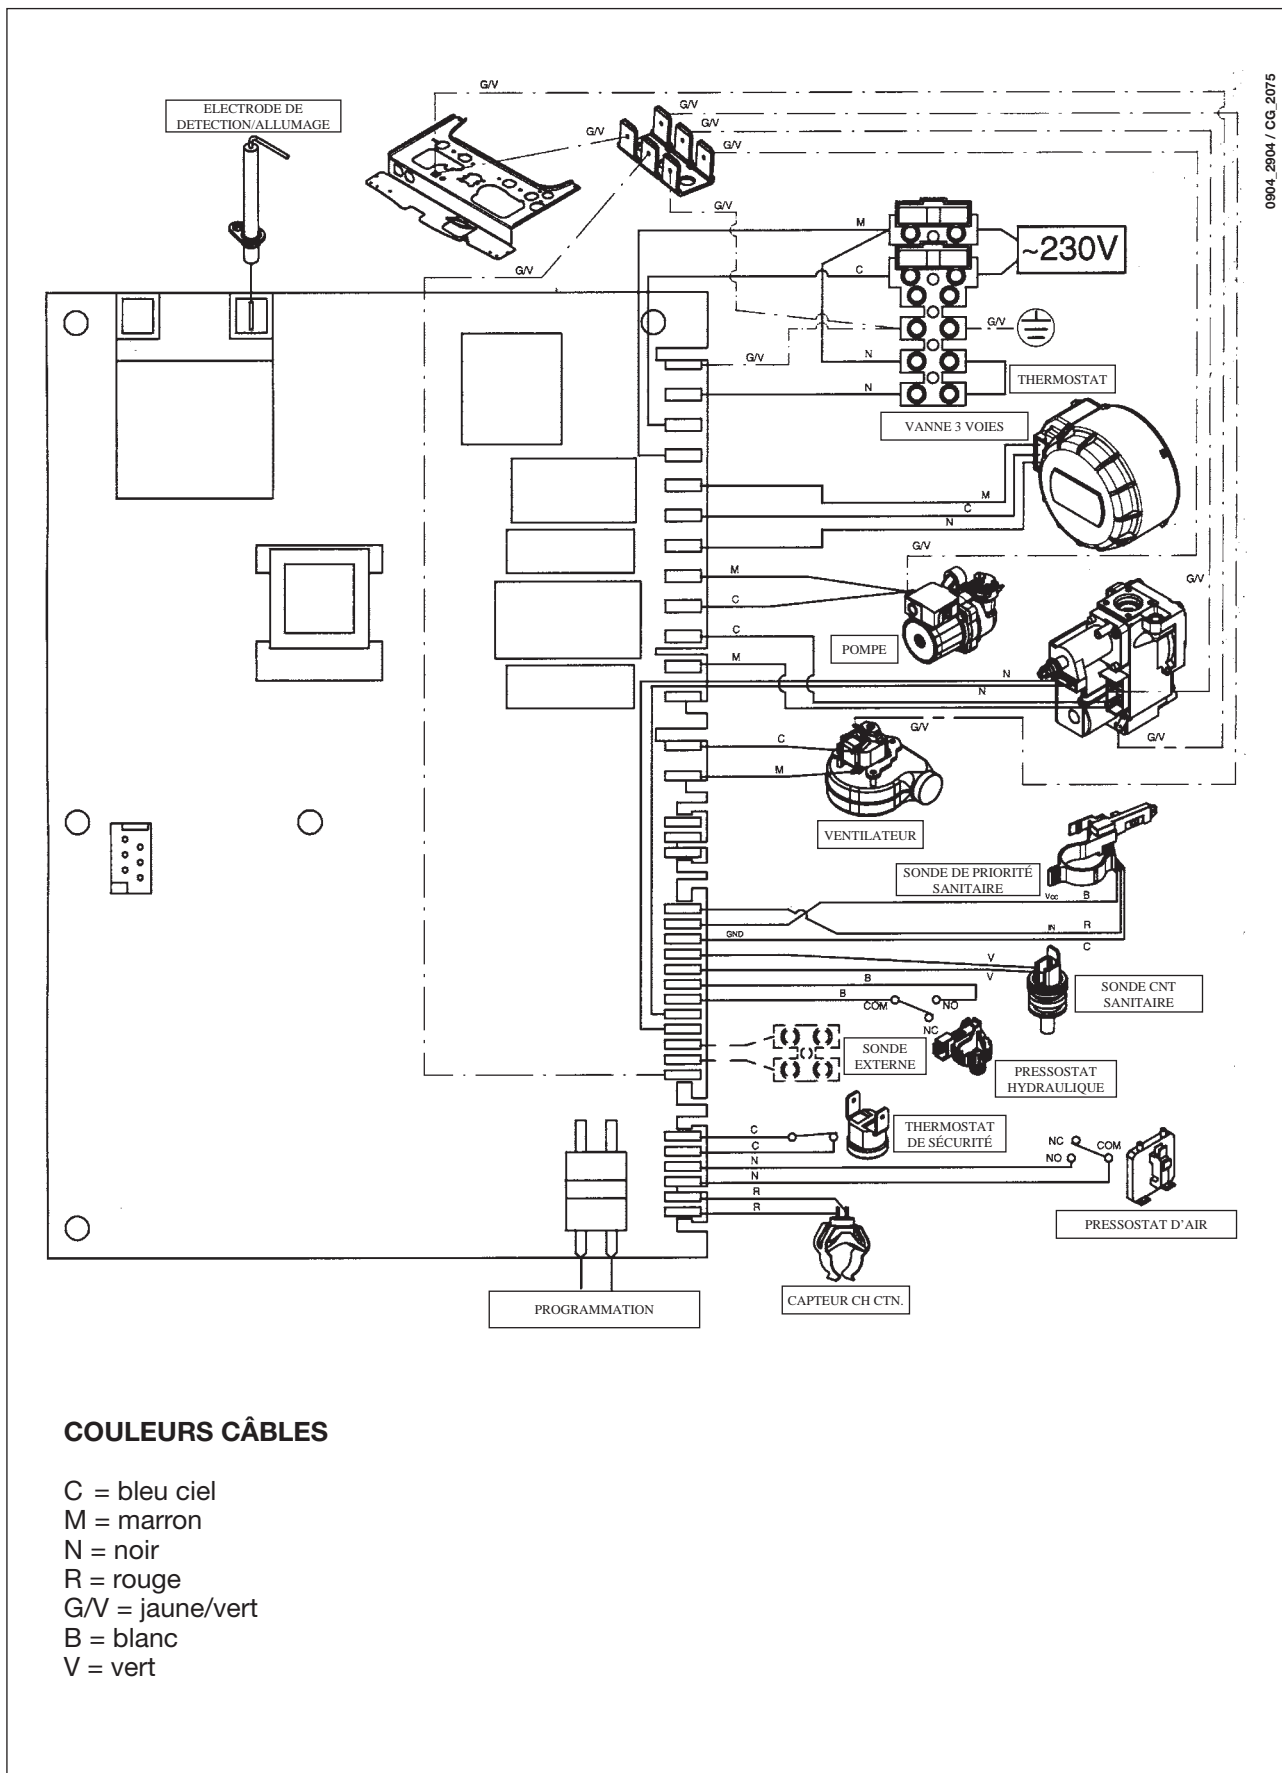 0904_2904 / CG_2075
G/V
ELECTRODE DE
DETECTION/ALLUMAGE
G/V
G/V
G/V
G/V
G/V
G/V
M
C
~230V
G/V
G/V
N
N
THERMOSTAT
VANNE 3 VOIES
M
C
N
G/V
M
C
POMPE
G/V
C
M
N
N
G/V
G/V
C
M
VENTILATEUR
SONDE DE PRIORITÉ
SANITAIRE
Vcc
B
GND
IN
R
C
V
V
SONDE CNT
SANITAIRE
B
B
COM
NO
NC
SONDE
EXTERNE
PRESSOSTAT
HYDRAULIQUE
THERMOSTAT
DE SÉCURITÉ
C
C
N
N
R
R
NC
NO
COM
PRESSOSTAT D'AIR
CAPTEUR CH CTN.
PROGRAMMATION
COULEURS CÂBLES
C = bleu ciel
M = marron
N = noir
R = rouge
G/V = jaune/vert
B = blanc
V = vert